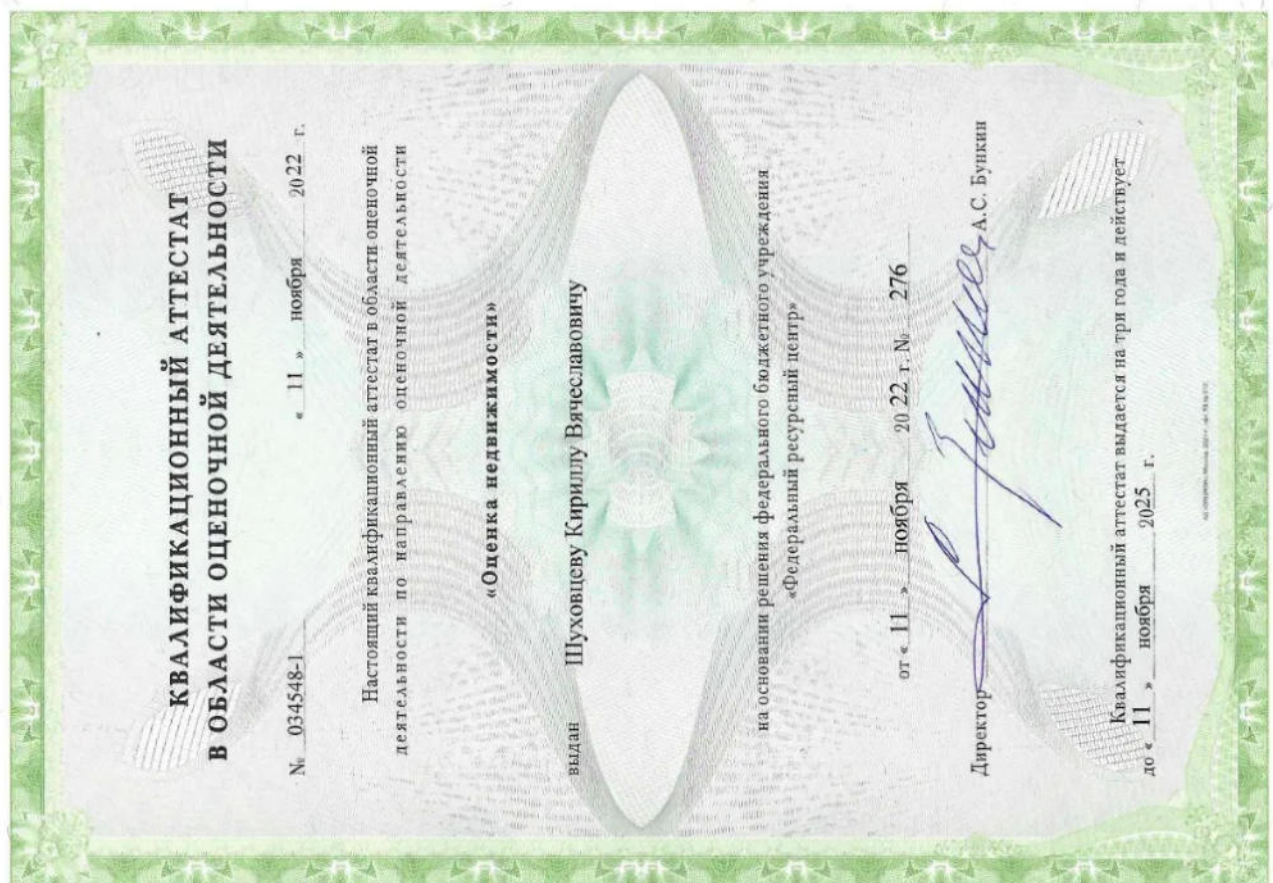 КВАЛИФИКАЦИОННЫЙ АТТЕСТАТ
В ОБЛАСТИ ОЦЕНОЧНОЙ ДЕЯТЕЛЬНОСТИ
№ 034548-1 « 11 » ноября 2022 г.
Настоящий квалификационный аттестат в области оценочной
деятельности по направлению оценочной деятельности
«Оценка недвижимости»
выдан Шуховцеву Кириллу Вячеславовичу
на основании решения федерального бюджетного учреждения
«Федеральный ресурсный центр»
от « 11 » ноября 20 22 г. № 276
Директор А.С. Бункин
Квалификационный аттестат выдается на три года и действует
до « 11 » ноября 2025 г.